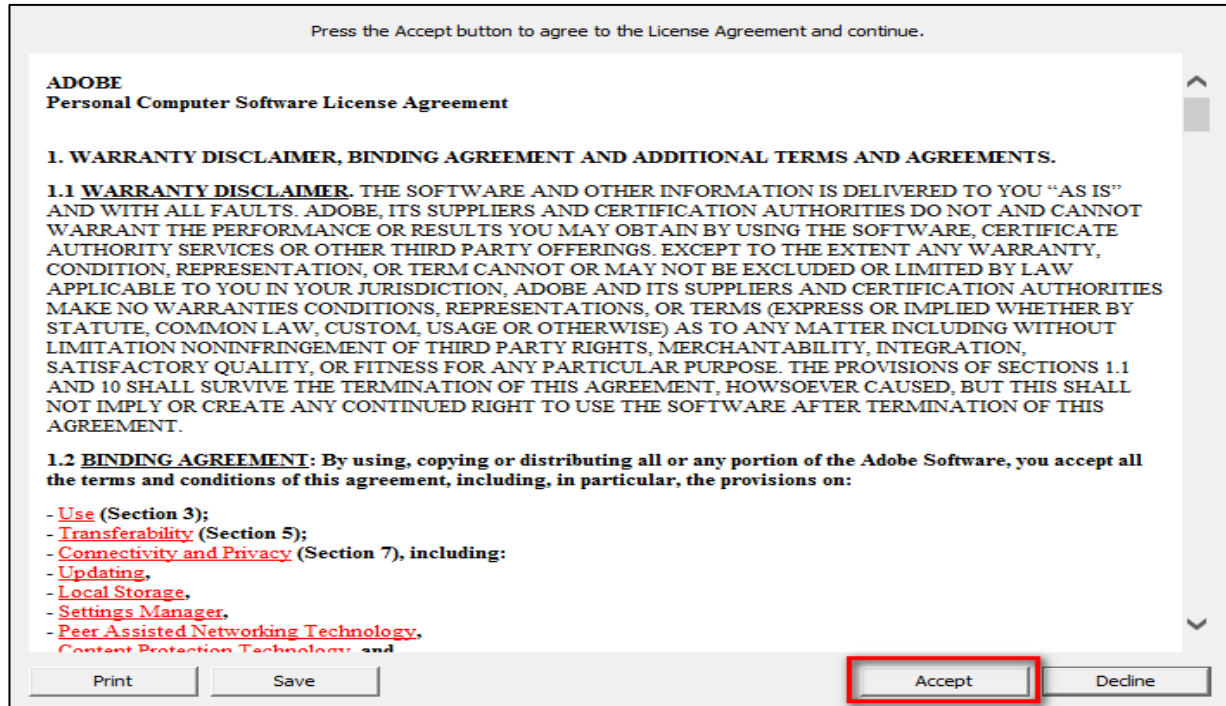 Press the Accept button to agree to the License Agreement and continue.
ADOBE
Personal Computer Software License Agreement
1. WARRANTY DISCLAIMER, BINDING AGREEMENT AND ADDITIONAL TERMS AND AGREEMENTS.
1.1 WARRANTY DISCLAIMER. THE SOFTWARE AND OTHER INFORMATION IS DELIVERED TO YOU “AS IS”
AND WITH ALL FAULTS. ADOBE, ITS SUPPLIERS AND CERTIFICATION AUTHORITIES DO NOT AND CANNOT
WARRANT THE PERFORMANCE OR RESULTS YOU MAY OBTAIN BY USING THE SOFTWARE, CERTIFICATE
AUTHORITY SERVICES OR OTHER THIRD PARTY OFFERINGS. EXCEPT TO THE EXTENT ANY WARRANTY,
CONDITION, REPRESENTATION, OR TERM CANNOT OR MAY NOT BE EXCLUDED OR LIMITED BY LAW
APPLICABLE TO YOU IN YOUR JURISDICTION, ADOBE AND ITS SUPPLIERS AND CERTIFICATION AUTHORITIES
MAKE NO WARRANTIES CONDITIONS, REPRESENTATIONS, OR TERMS (EXPRESS OR IMPLIED WHETHER BY
STATUTE, COMMON LAW, CUSTOM, USAGE OR OTHERWISE) AS TO ANY MATTER INCLUDING WITHOUT
LIMITATION NONINFRINGEMENT OF THIRD PARTY RIGHTS, MERCHANTABILITY, INTEGRATION,
SATISFACTORY QUALITY, OR FITNESS FOR ANY PARTICULAR PURPOSE. THE PROVISIONS OF SECTIONS 1.1
AND 10 SHALL SURVIVE THE TERMINATION OF THIS AGREEMENT, HOWSOEVER CAUSED, BUT THIS SHALL
NOT IMPLY OR CREATE ANY CONTINUED RIGHT TO USE THE SOFTWARE AFTER TERMINATION OF THIS
AGREEMENT.
1.2 BINDING AGREEMENT: By using, copying or distributing all or any portion of the Adobe Software, you accept all
the terms and conditions of this agreement, including, in particular, the provisions on:
- Use (Section 3);
- Transferability (Section 5);
- Connectivity and Privacy (Section 7), including:
- Updating,
- Local Storage,
- Settings Manager,
- Peer Assisted Networking Technology,
- Content Protection Technology, and
Print Save Accept Decline